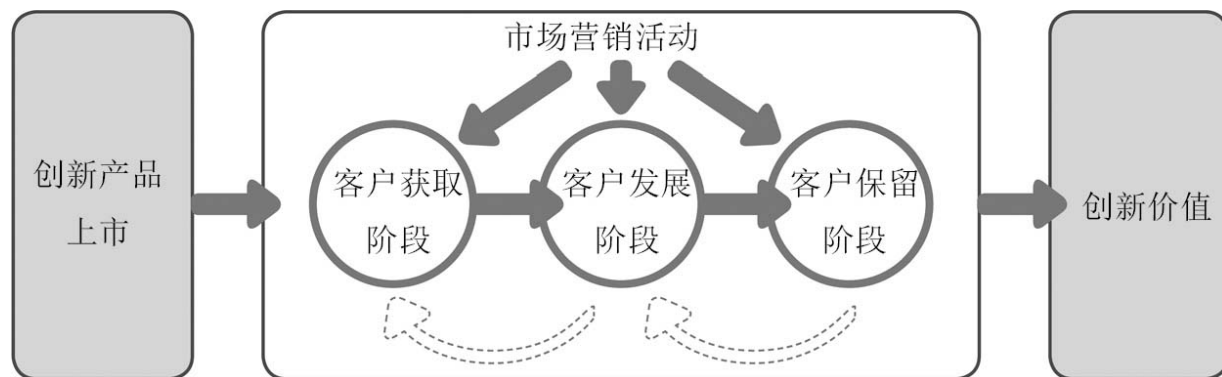 市场营销活动
创新产品
上市
客户获取
阶段
客户发展
阶段
客户保留
阶段
创新价值